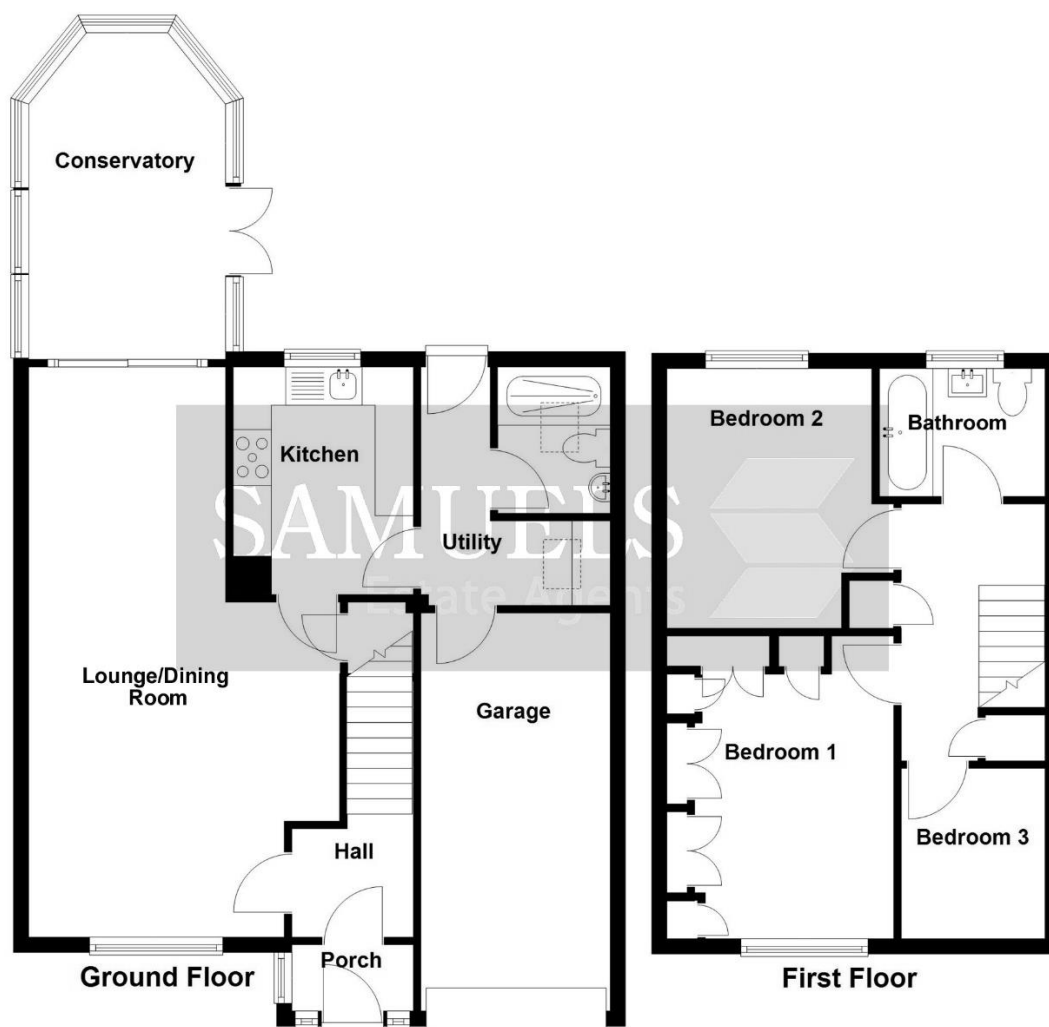 Conservatory
Kitchen
SAMUELS
Estate Agents
Utility
Lounge/Dining
Room
Garage
Hall
Porch
Ground Floor
Bedroom 2
Bathroom
Bedroom 1
Bedroom 3
First Floor